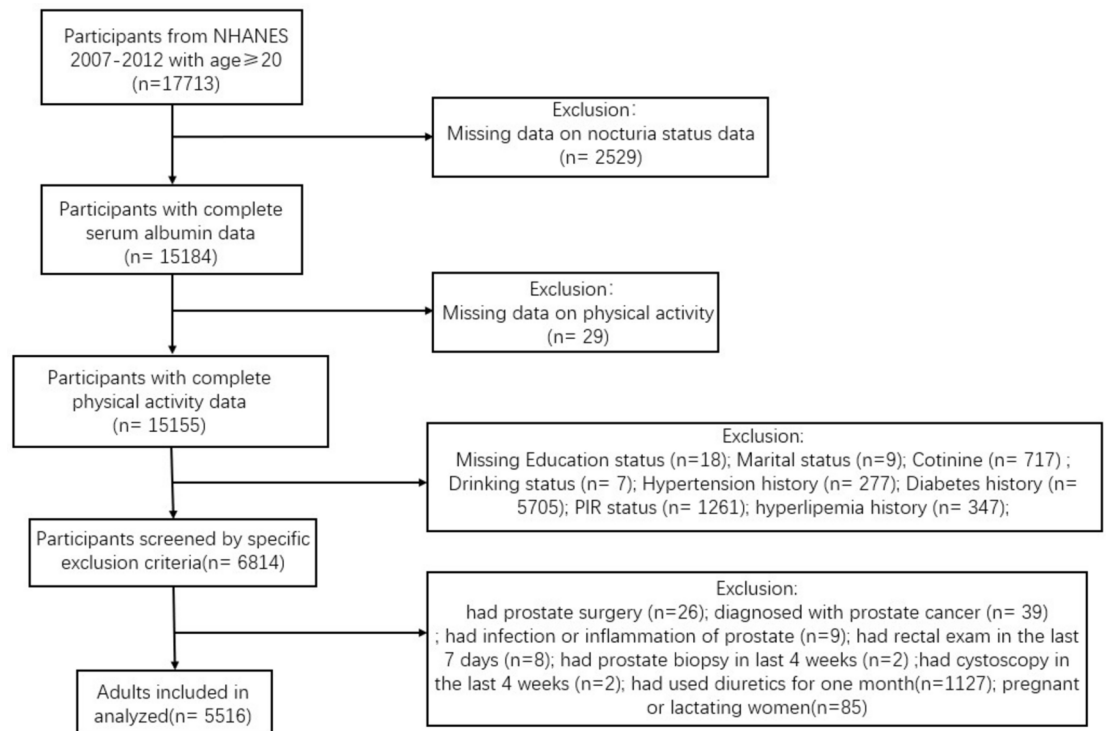 Participants from NHANES
2007-2012 with age≥20
(n=17713)
Exclusion:
Missing data on nocturia status data
(n= 2529)
Participants with complete
serum albumin data
(n= 15184)
Exclusion:
Missing data on physical activity
(n= 29)
Participants with complete
physical activity data
(n= 15155)
Exclusion:
Missing Education status (n=18); Marital status (n=9); Cotinine (n= 717) ;
Drinking status (n= 7); Hypertension history (n= 277); Diabetes history (n=
5705); PIR status (n= 1261); hyperlipemia history (n= 347);
Participants screened by specific
exclusion criteria(n= 6814)
Exclusion:
had prostate surgery (n=26); diagnosed with prostate cancer (n= 39)
; had infection or inflammation of prostate (n=9); had rectal exam in the last
7 days (n=8); had prostate biopsy in last 4 weeks (n=2) ;had cystoscopy in
the last 4 weeks (n=2); had used diuretics for one month(n=1127); pregnant
or lactating women(n=85)
Adults included in
analyzed(n= 5516)